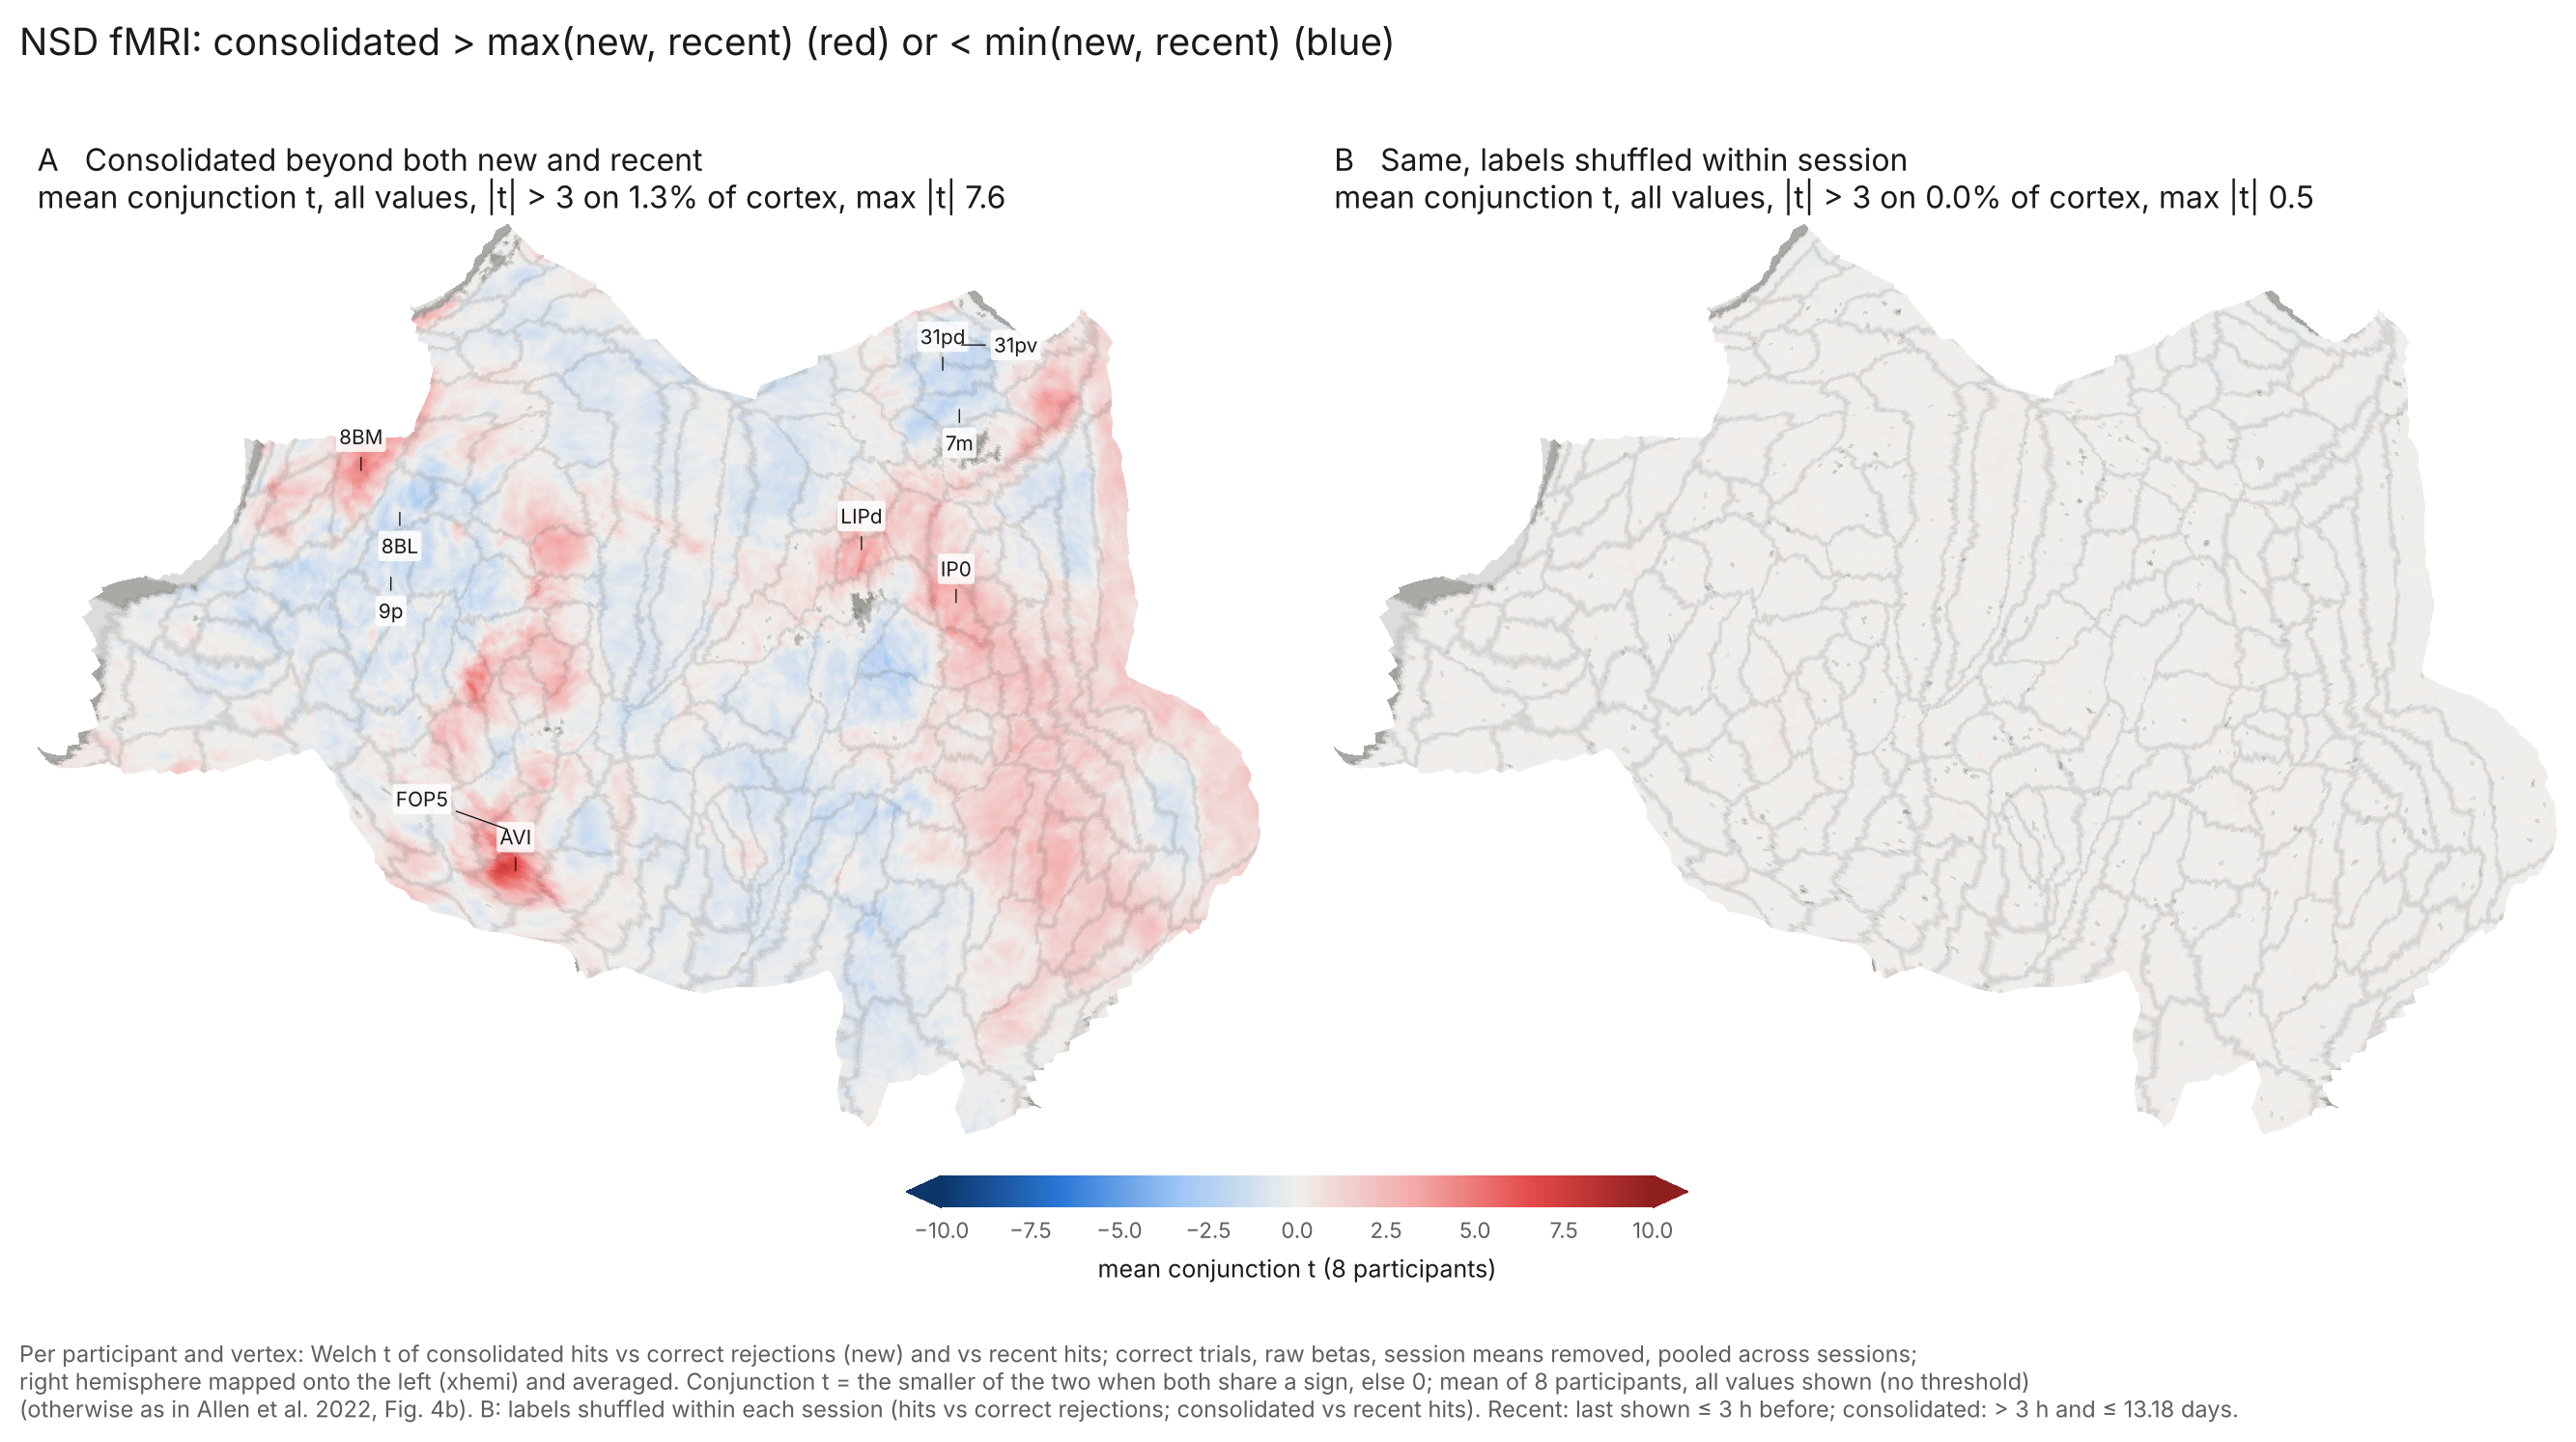 NSD fMRI: consolidated > max(new, recent) (red) or < min(new, recent) (blue)
A Consolidated beyond both new and recent
mean conjunction t, all values, |t| > 3 on 1.3% of cortex, max |t| 7.6
B Same, labels shuffled within session
mean conjunction t, all values, |t| > 3 on 0.0% of cortex, max |t| 0.5
31pd
31pv
8BM
7m
LIPd
8BL
IP0
9p
FOP5
AVI
−10.0 −7.5 −5.0 −2.5 0.0 2.5 5.0 7.5 10.0
mean conjunction t (8 participants)
Per participant and vertex: Welch t of consolidated hits vs correct rejections (new) and vs recent hits; correct trials, raw betas, session means removed, pooled across sessions;
right hemisphere mapped onto the left (xhemi) and averaged. Conjunction t = the smaller of the two when both share a sign, else 0; mean of 8 participants, all values shown (no threshold)
(otherwise as in Allen et al. 2022, Fig. 4b). B: labels shuffled within each session (hits vs correct rejections; consolidated vs recent hits). Recent: last shown ≤ 3 h before; consolidated: > 3 h and ≤ 13.18 days.